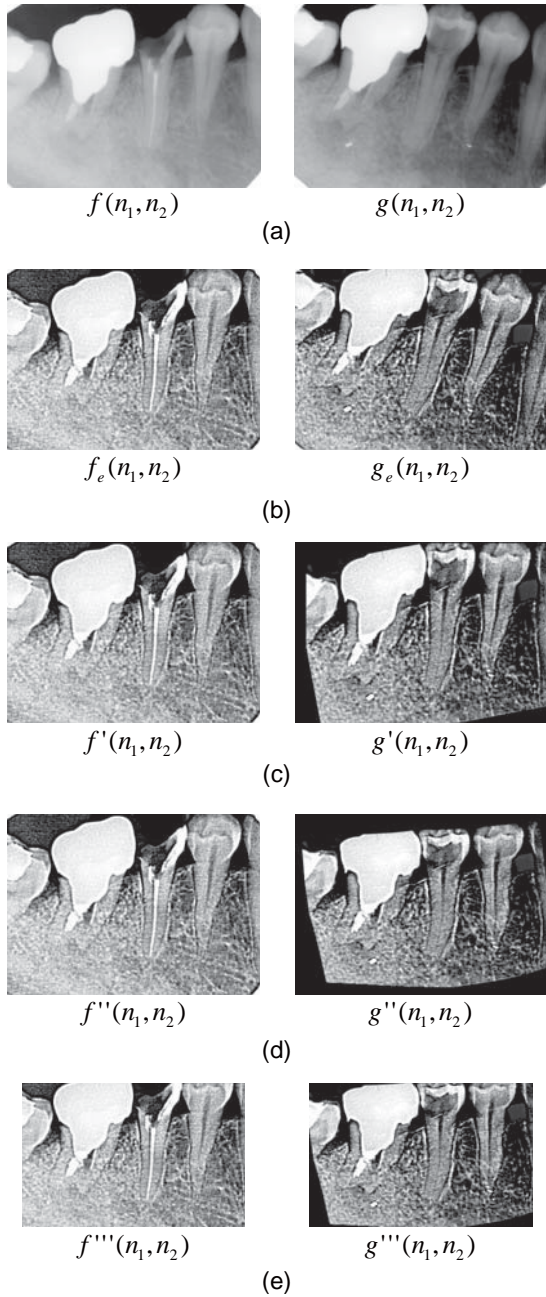 f(n₁,n₂) g(n₁,n₂)
(a)
fₑ(n₁,n₂) gₑ(n₁,n₂)
(b)
f'(n₁,n₂) g'(n₁,n₂)
(c)
f''(n₁,n₂) g''(n₁,n₂)
(d)
f'''(n₁,n₂) g'''(n₁,n₂)
(e)